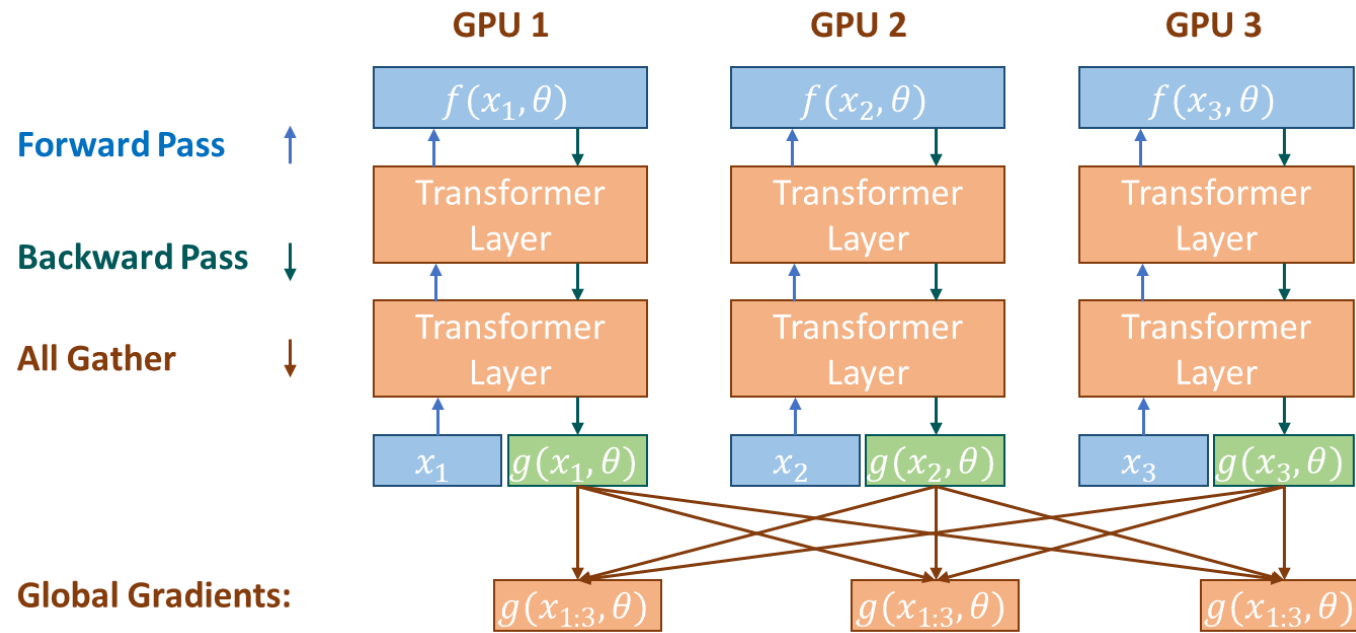 GPU 1 GPU 2 GPU 3
f(x₁, θ) f(x₂, θ) f(x₃, θ)
Forward Pass
Transformer Layer Transformer Layer Transformer Layer
Backward Pass
Transformer Layer Transformer Layer Transformer Layer
All Gather
x₁ g(x₁, θ) x₂ g(x₂, θ) x₃ g(x₃, θ)
Global Gradients: g(x₁:₃, θ) g(x₁:₃, θ) g(x₁:₃, θ)